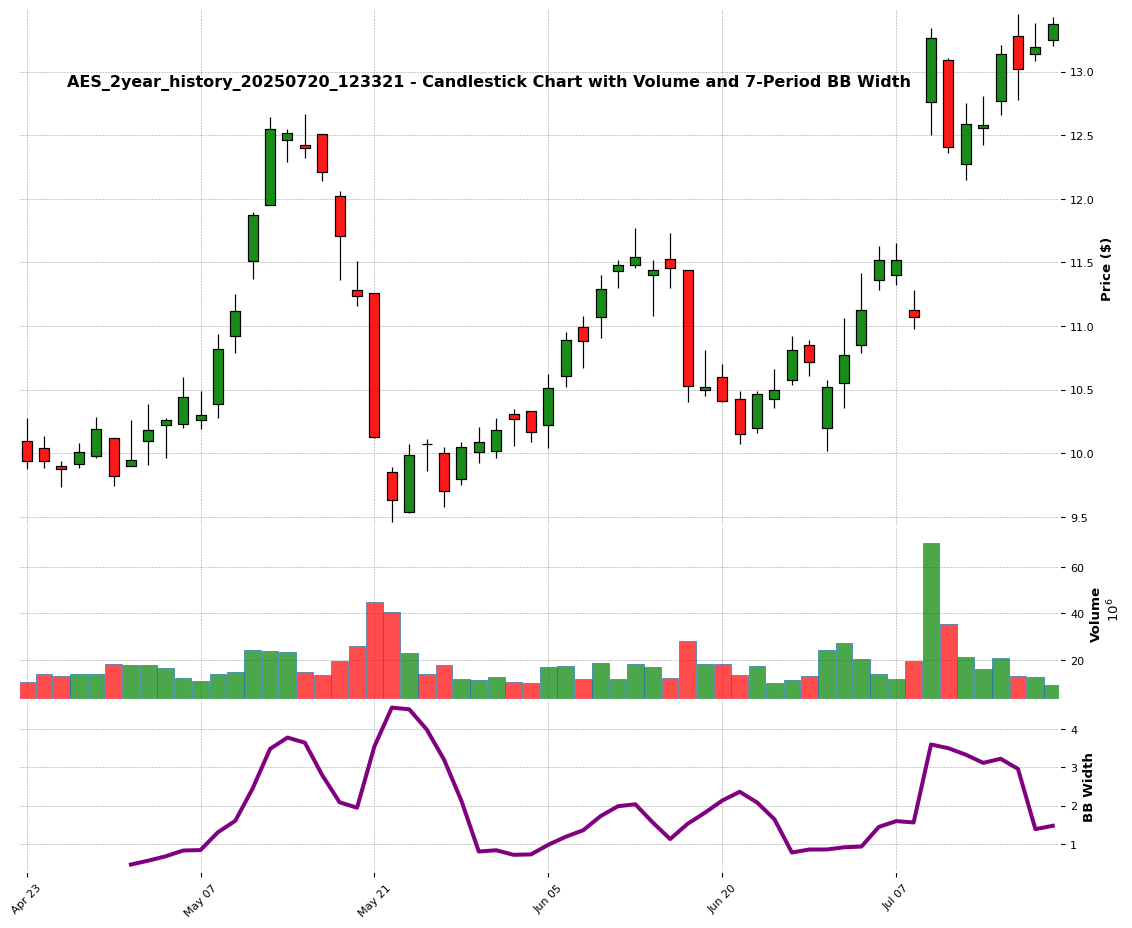 AES_2year_history_20250720_123321 - Candlestick Chart with Volume and 7-Period BB Width
13.0
12.5
12.0
11.5
11.0
10.5
10.0
9.5
Price ($)
60
40
20
Volume
10^6
4
3
2
1
BB Width
Apr 23
May 07
May 21
Jun 05
Jun 20
Jul 07